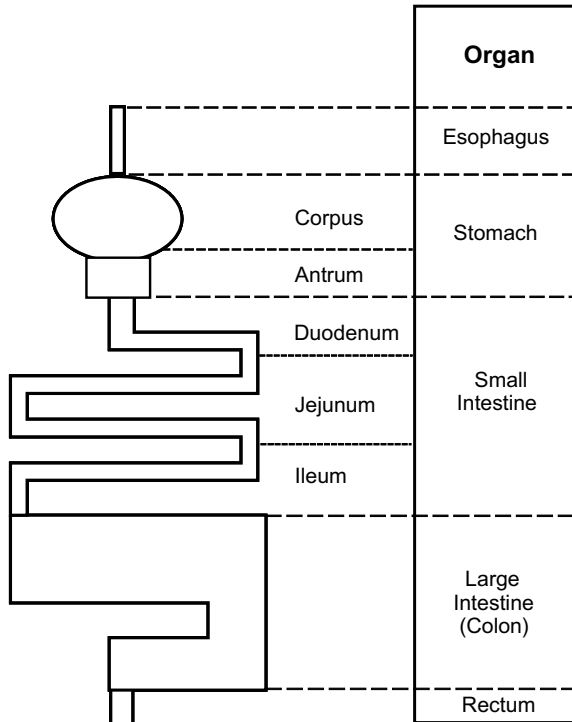 Organ
Esophagus
Corpus
Stomach
Antrum
Duodenum
Small
Intestine
Jejunum
Ileum
Large
Intestine
(Colon)
Rectum